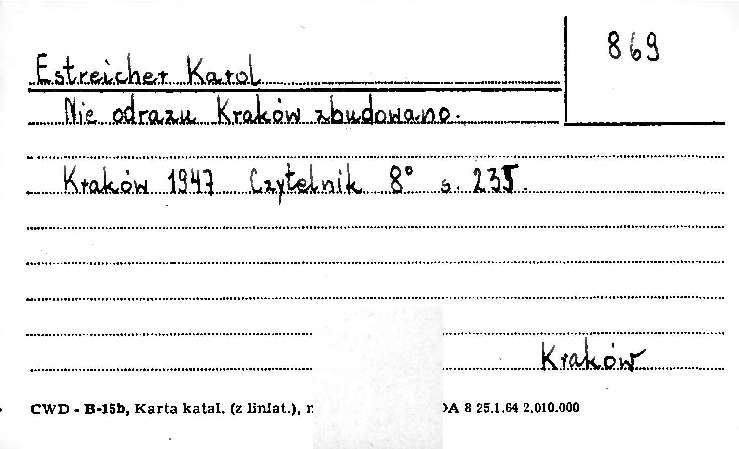 869
Estreicher Karol
Nie odrazu Kraków zbudowano.
Kraków 1947 Czytelnik 8° s. 235.
Kraków
CWD - B-15b, Karta katal. (z liniat.), DA 8 25.1.64 2.010.000